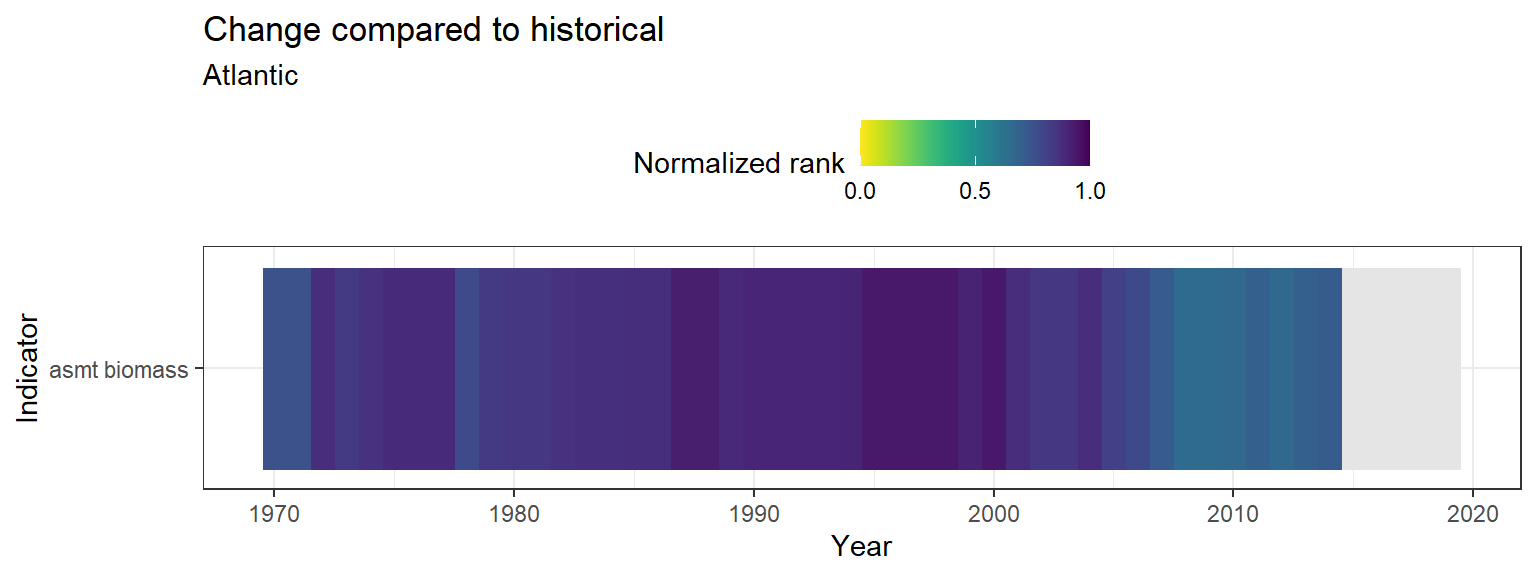 Change compared to historical
Atlantic
Normalized rank
0.0 0.5 1.0
Indicator
asmt biomass
1970 1980 1990 2000 2010 2020
Year